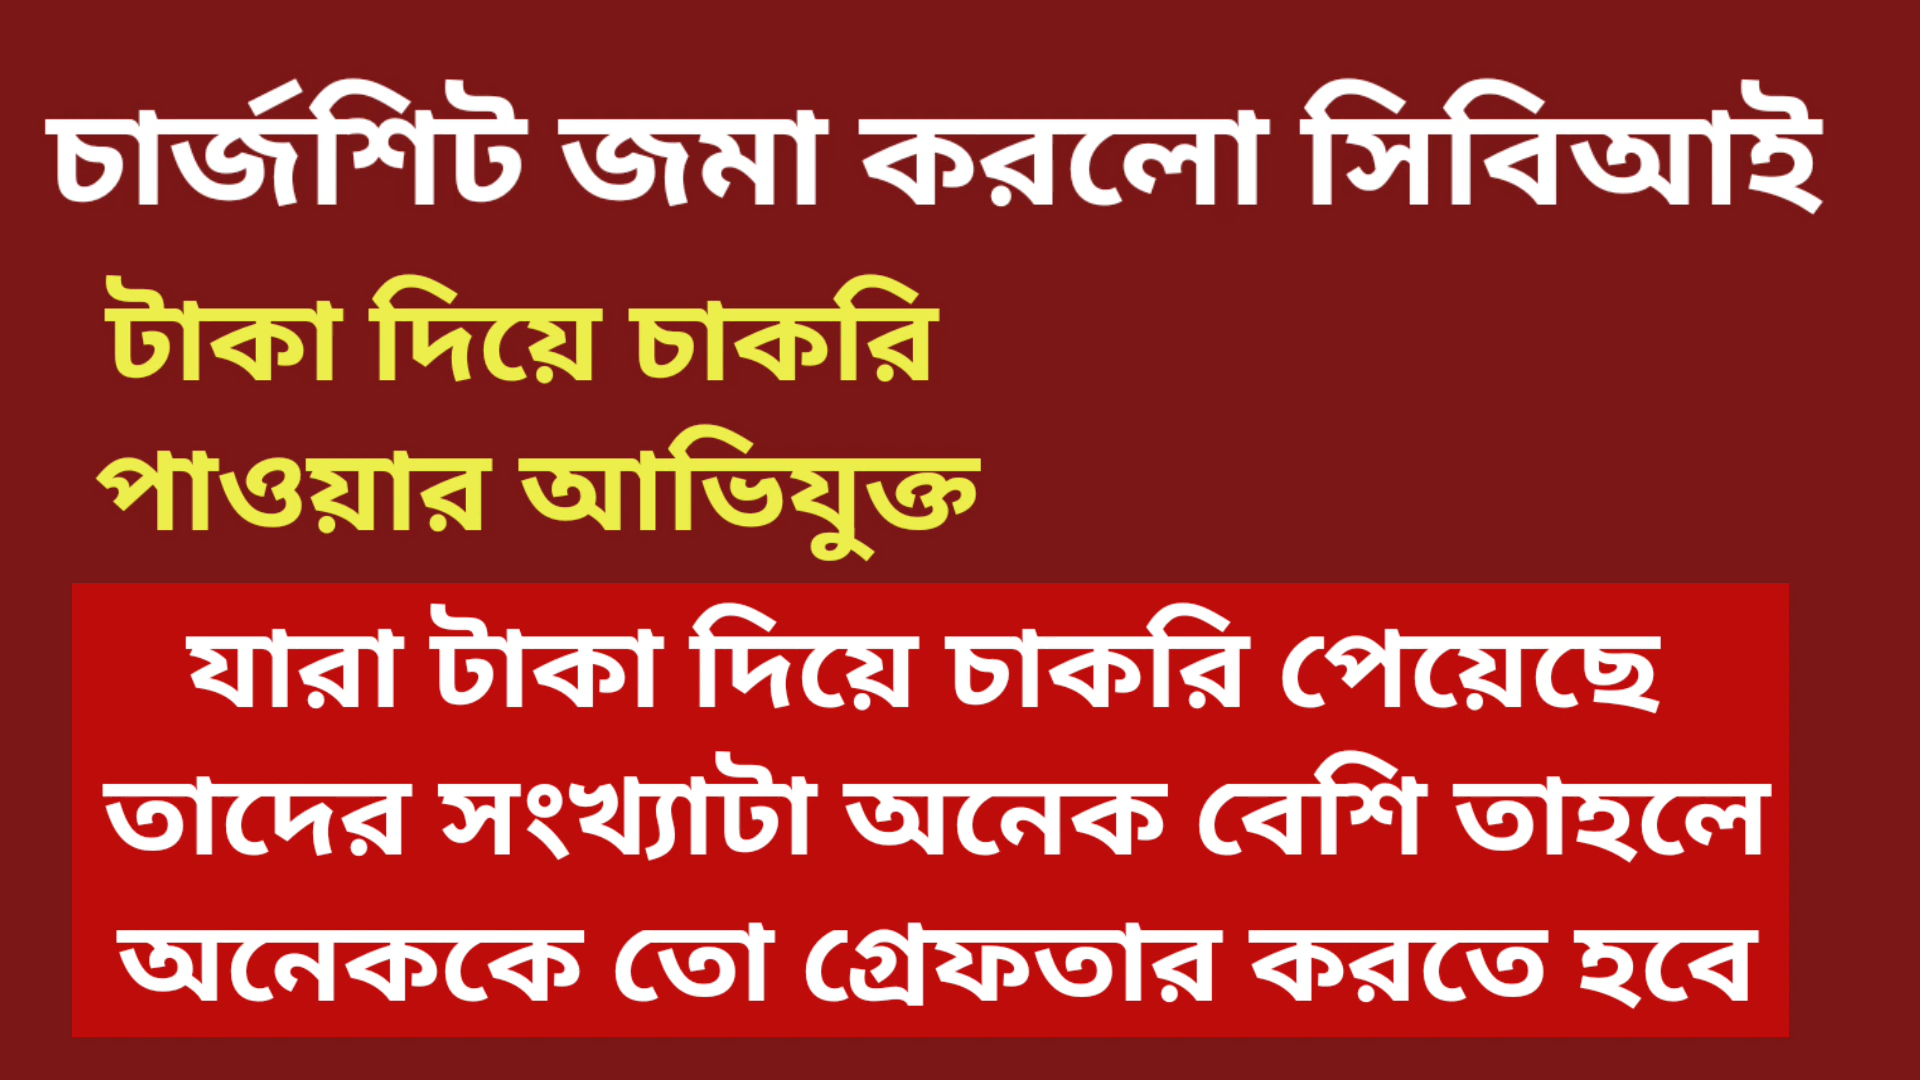 চার্জশিট জমা করলো সিবিআই
টাকা দিয়ে চাকরি
পাওয়ার আভিযুক্ত
যারা টাকা দিয়ে চাকরি পেয়েছে
তাদের সংখ্যাটা অনেক বেশি তাহলে
অনেককে তো গ্রেফতার করতে হবে